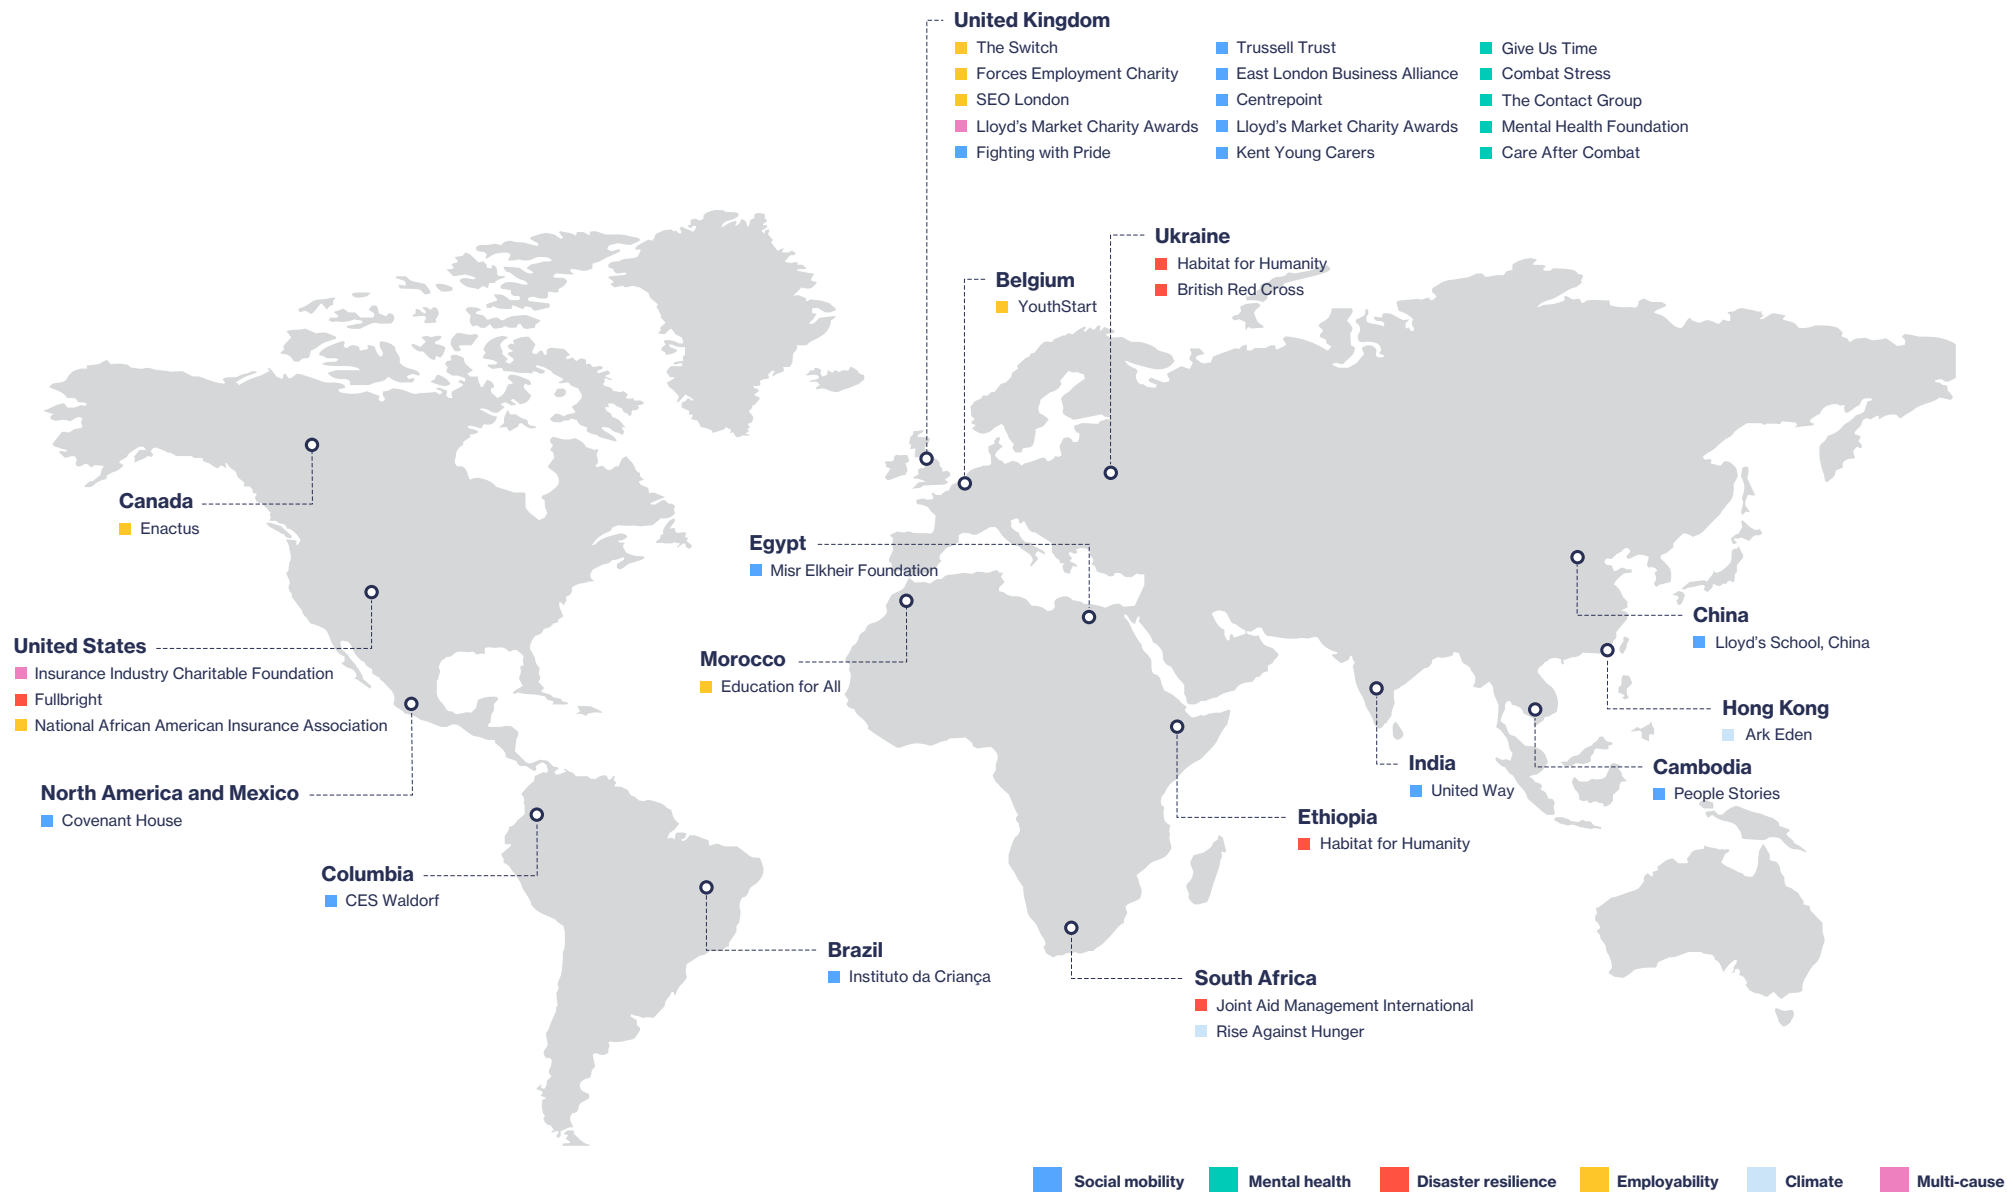 United Kingdom
The Switch
Forces Employment Charity
SEO London
Lloyd’s Market Charity Awards
Fighting with Pride
Trussell Trust
East London Business Alliance
Centrepoint
Lloyd’s Market Charity Awards
Kent Young Carers
Give Us Time
Combat Stress
The Contact Group
Mental Health Foundation
Care After Combat
Ukraine
Habitat for Humanity
British Red Cross
Belgium
YouthStart
Canada
Enactus
Egypt
Misr Elkheir Foundation
China
Lloyd’s School, China
United States
Insurance Industry Charitable Foundation
Fullbright
National African American Insurance Association
Morocco
Education for All
Hong Kong
Ark Eden
India
United Way
Cambodia
People Stories
North America and Mexico
Covenant House
Ethiopia
Habitat for Humanity
Columbia
CES Waldorf
Brazil
Instituto da Criança
South Africa
Joint Aid Management International
Rise Against Hunger
Social mobility
Mental health
Disaster resilience
Employability
Climate
Multi-cause